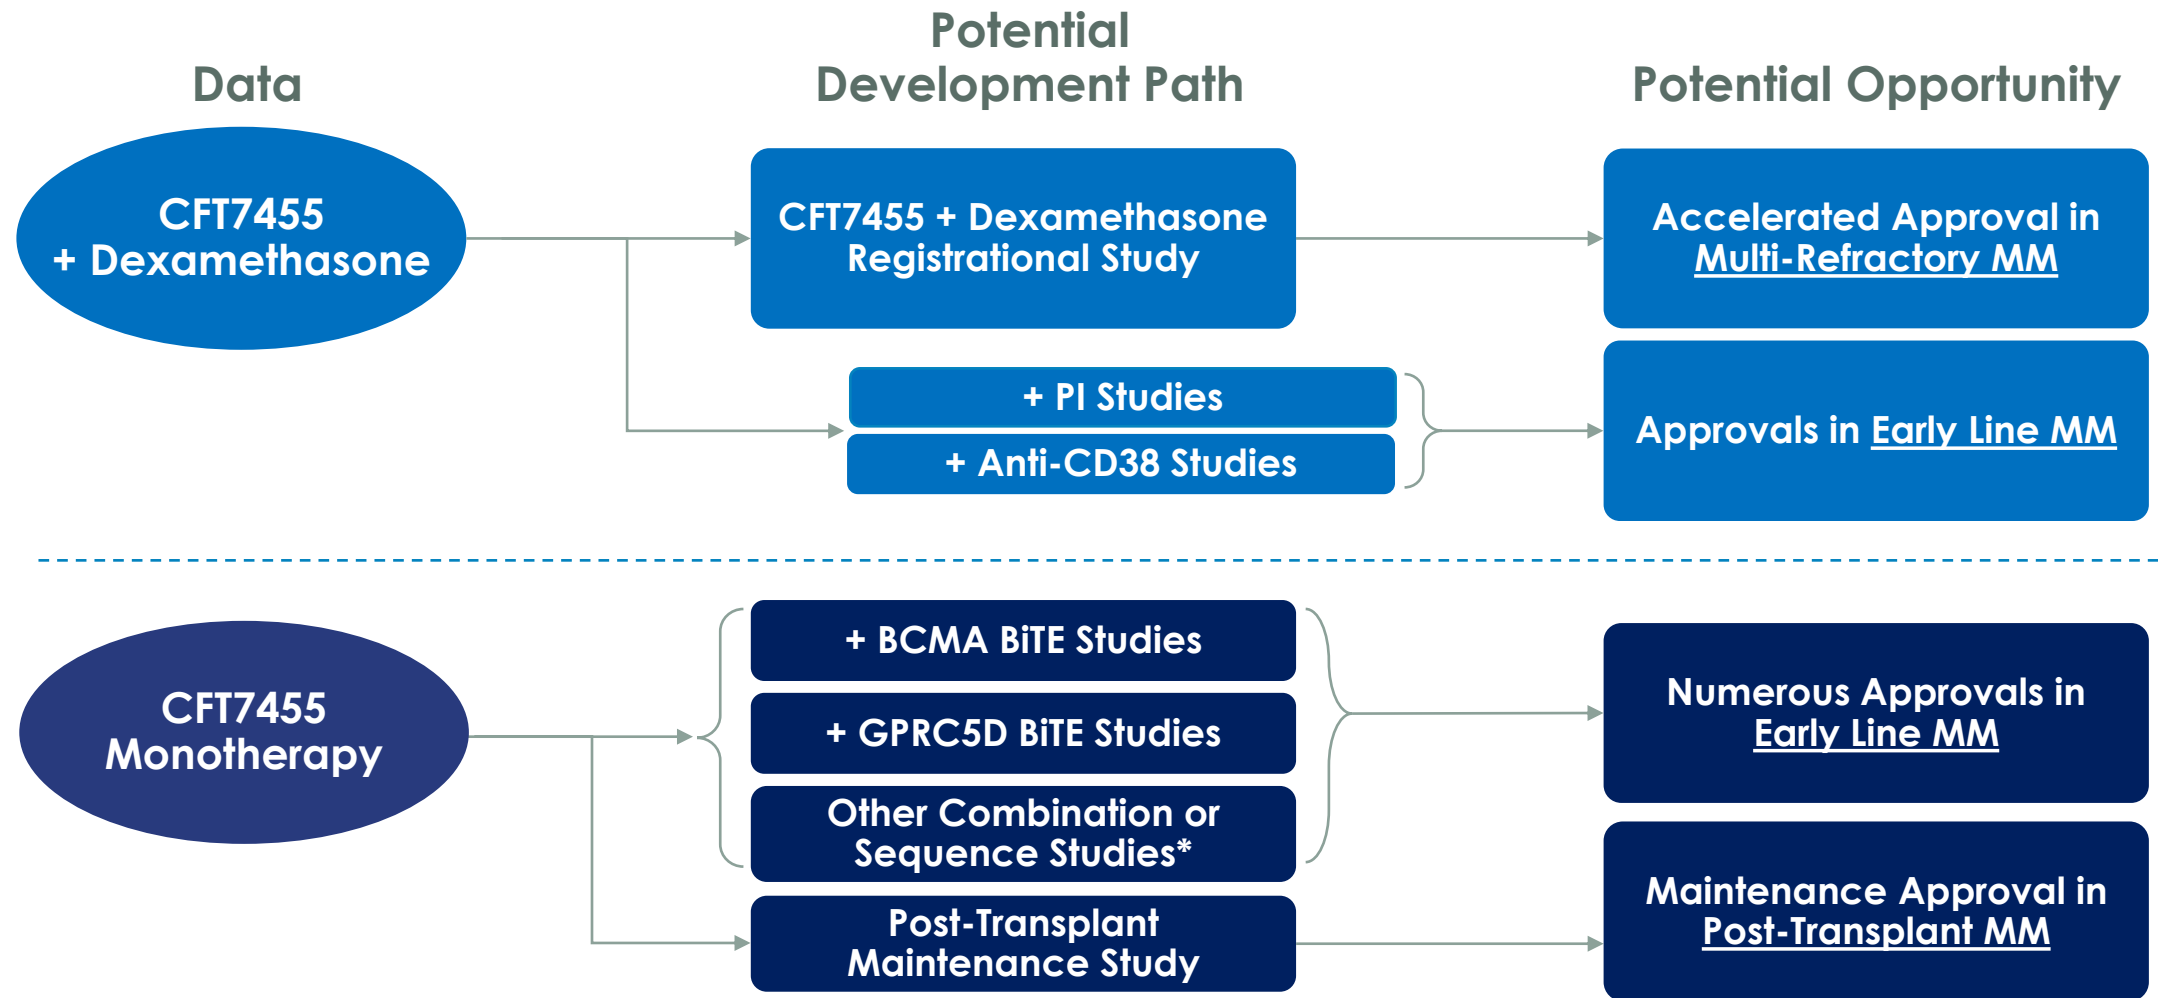 Data
Potential
Development Path
Potential Opportunity
CFT7455
+ Dexamethasone
CFT7455 + Dexamethasone
Registrational Study
Accelerated Approval in
Multi-Refractory MM
+ PI Studies
+ Anti-CD38 Studies
Approvals in Early Line MM
CFT7455
Monotherapy
+ BCMA BiTE Studies
+ GPRC5D BiTE Studies
Other Combination or
Sequence Studies*
Numerous Approvals in
Early Line MM
Post-Transplant
Maintenance Study
Maintenance Approval in
Post-Transplant MM